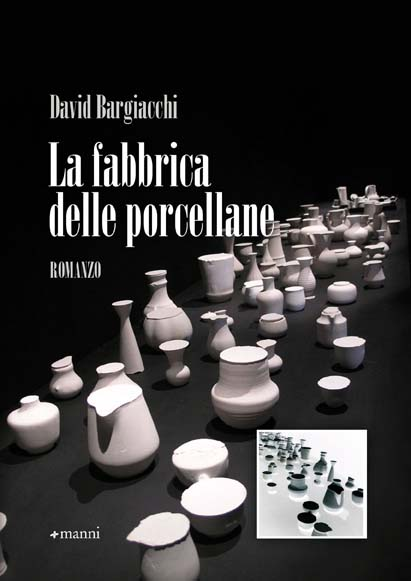 David Bargiacchi
La fabbrica
delle porcellane
ROMANZO
manni